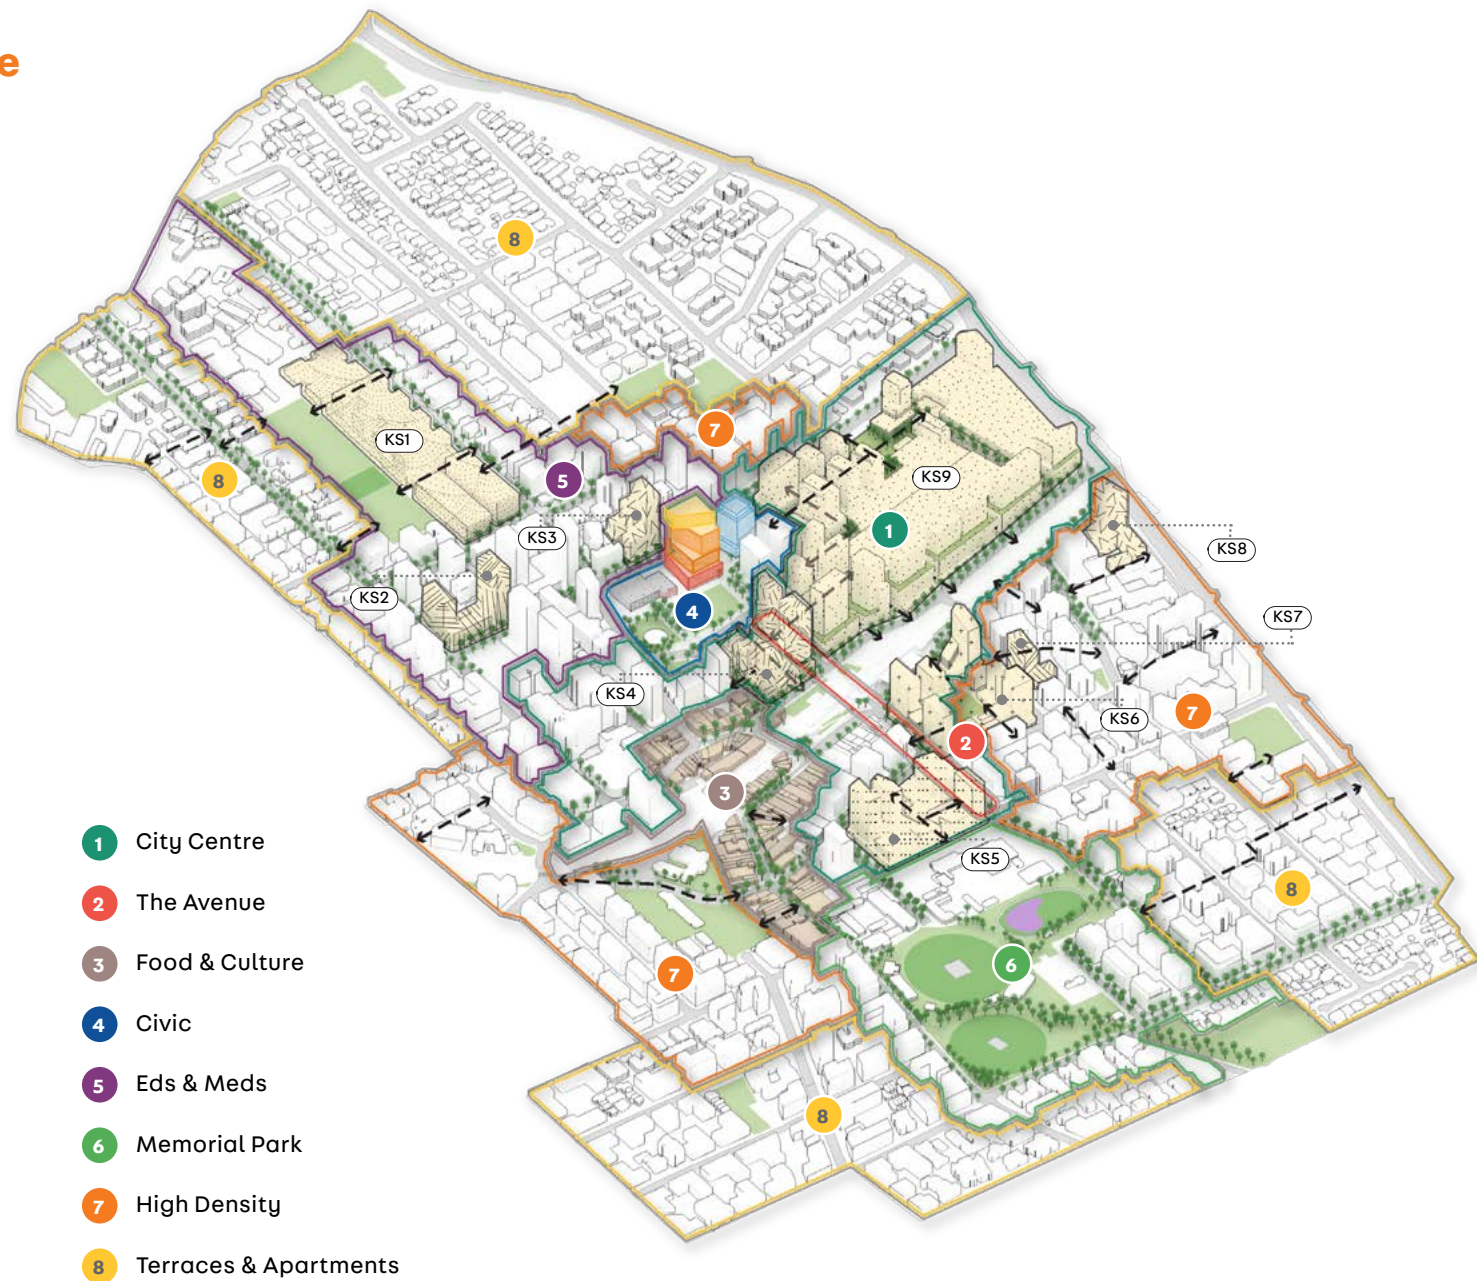 e
8
KS1
7
5
KS9
8
KS3
1
KS8
KS2
4
KS7
KS4
KS6
7
2
3
KS5
8
6
7
8
1 City Centre
2 The Avenue
3 Food & Culture
4 Civic
5 Eds & Meds
6 Memorial Park
7 High Density
8 Terraces & Apartments